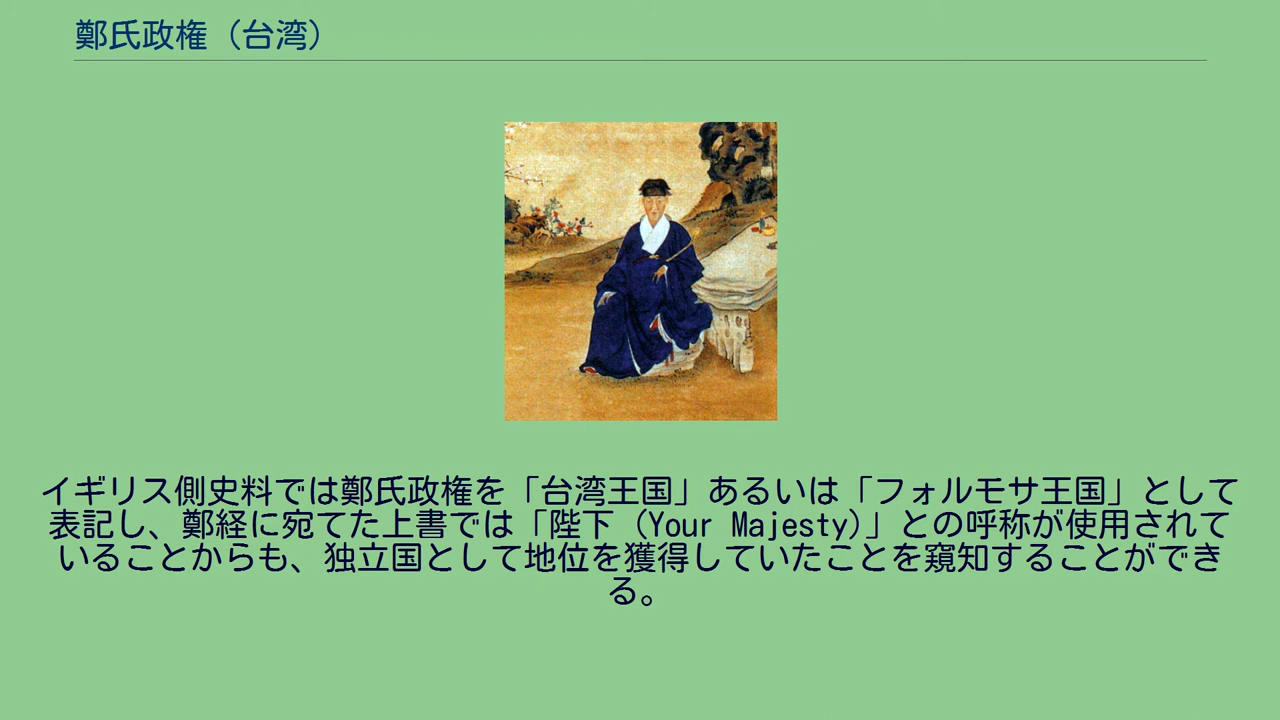 鄭氏政権（台湾）
イギリス側史料では鄭氏政権を「台湾王国」あるいは「フォルモサ王国」として
表記し、鄭経に宛てた上書では「陛下（Your Majesty)」との呼称が使用されて
いることからも、独立国として地位を獲得していたことを窺知することができ
る。